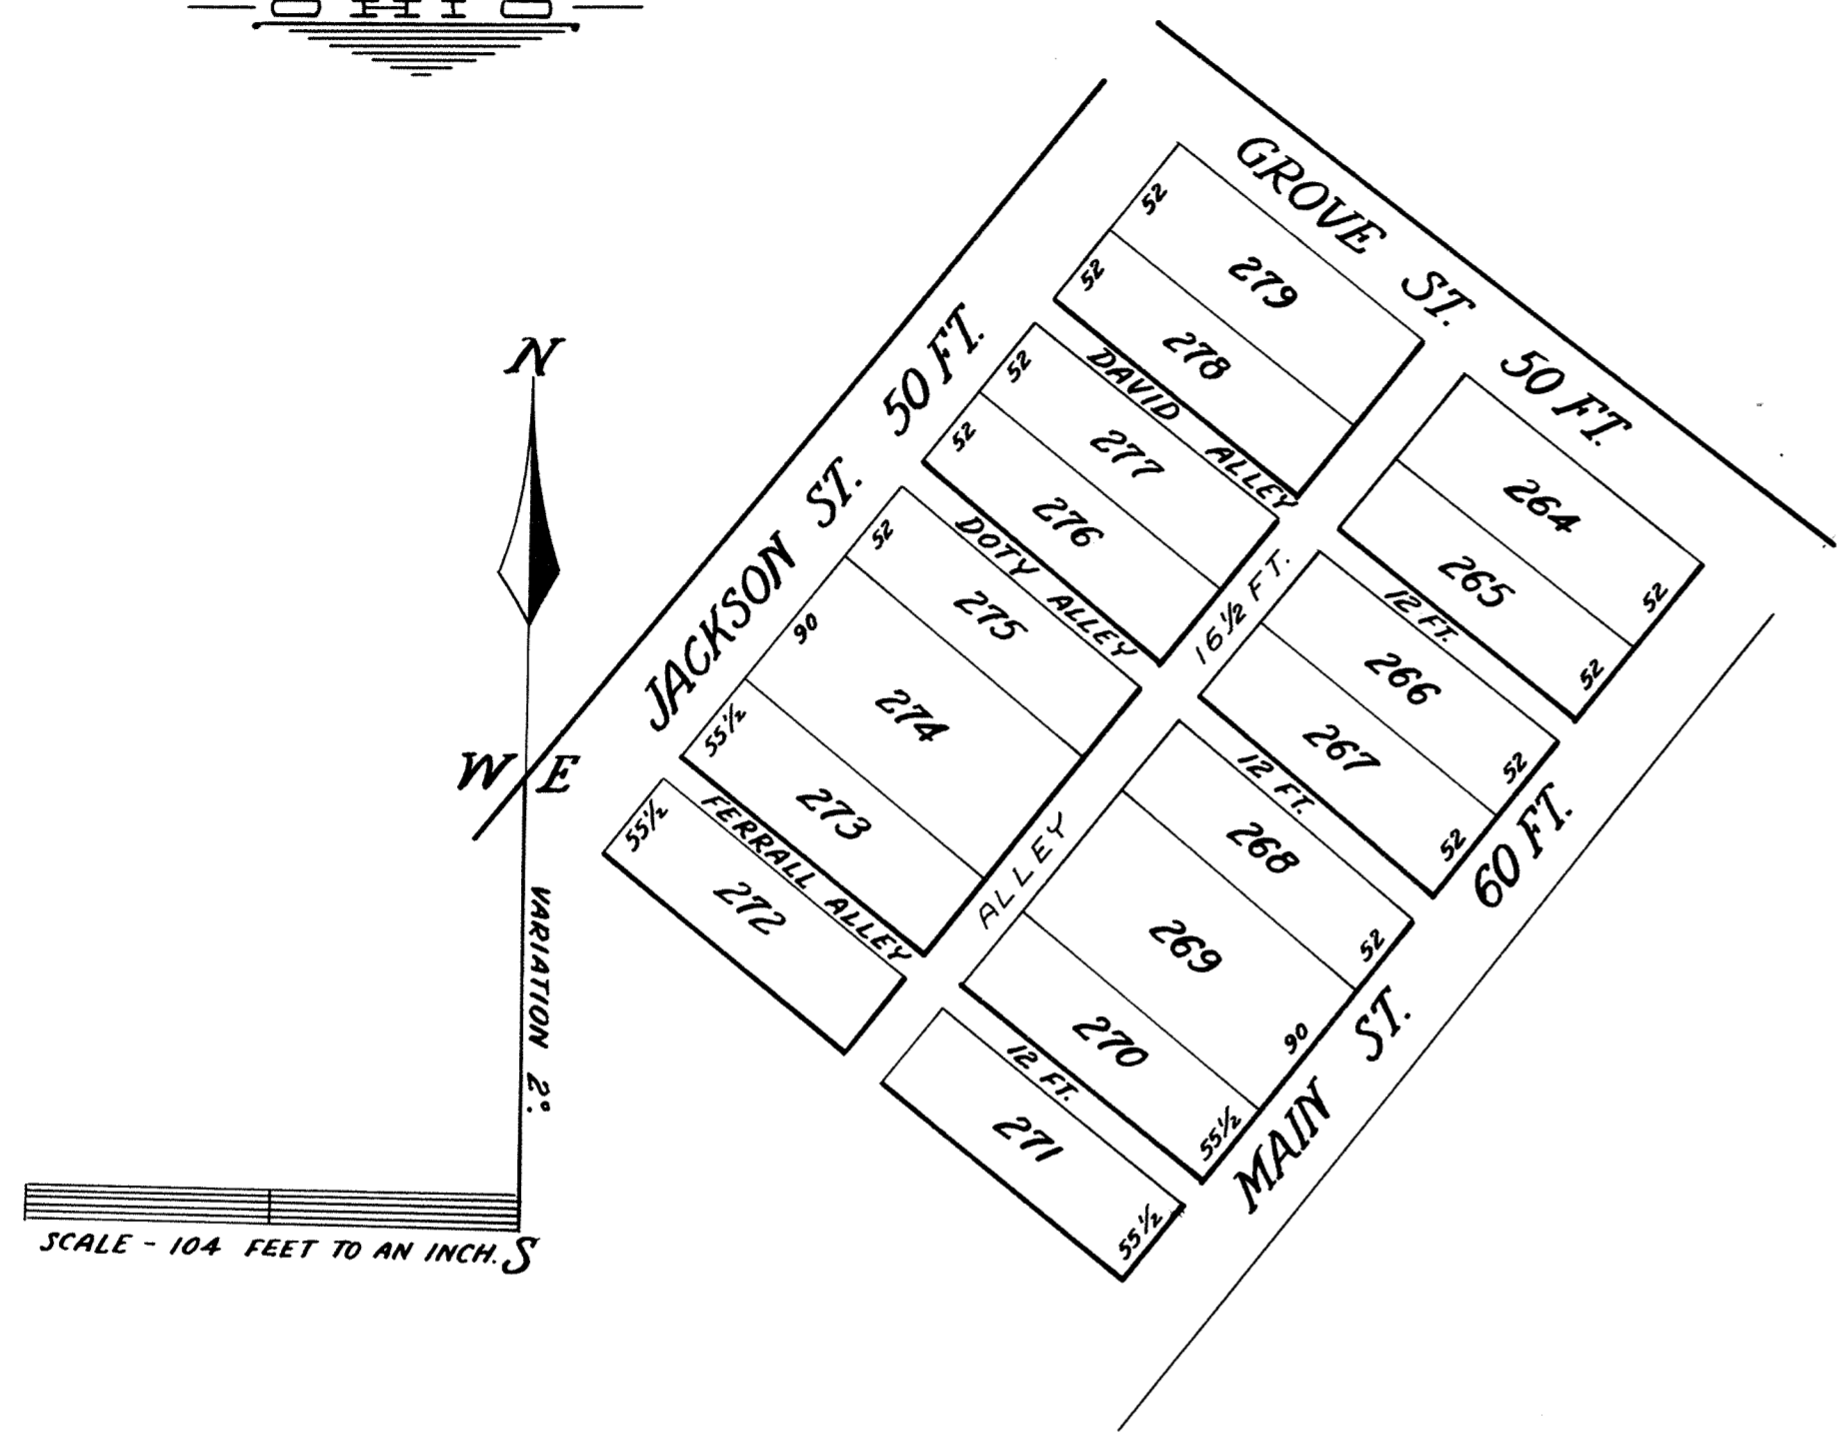 OHIO
GROVE ST. 50 FT.
52
279
52
278
N
JACKSON ST. 50 FT.
DAVID ALLEY
52
277
52
276
264
52
265
52
DOTY ALLEY
52
275
90
274
55½
273
16½ FT. ALLEY
12 FT.
266
52
267
52
W E
FERRALL ALLEY
55½
272
12 FT.
268
52
269
90
270
55½
MAIN ST. 60 FT.
12 FT.
271
55½
VARIATION 2°.
SCALE - 104 FEET TO AN INCH.
S